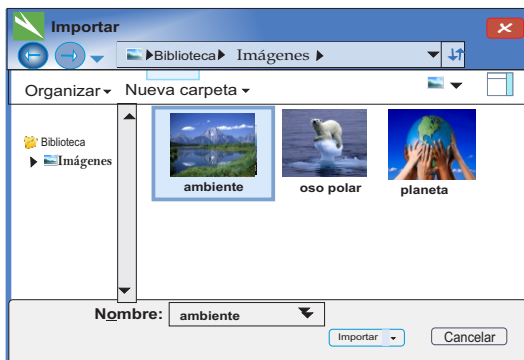 Importar
Biblioteca Imágenes
Organizar Nueva carpeta
Biblioteca
Imágenes
ambiente oso polar planeta
Nombre: ambiente
Importar Cancelar